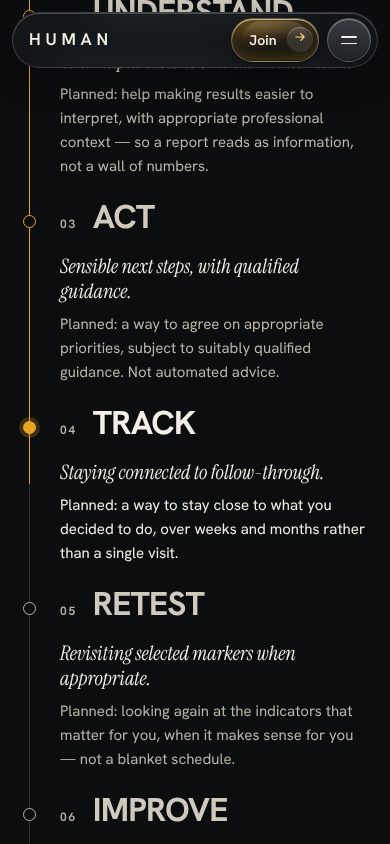 UNDERSTAND
HUMAN
Join
Planned: help making results easier to
interpret, with appropriate professional
context — so a report reads as information,
not a wall of numbers.
03 ACT
Sensible next steps, with qualified
guidance.
Planned: a way to agree on appropriate
priorities, subject to suitably qualified
guidance. Not automated advice.
04 TRACK
Staying connected to follow-through.
Planned: a way to stay close to what you
decided to do, over weeks and months rather
than a single visit.
05 RETEST
Revisiting selected markers when
appropriate.
Planned: looking again at the indicators that
matter for you, when it makes sense for you
— not a blanket schedule.
06 IMPROVE